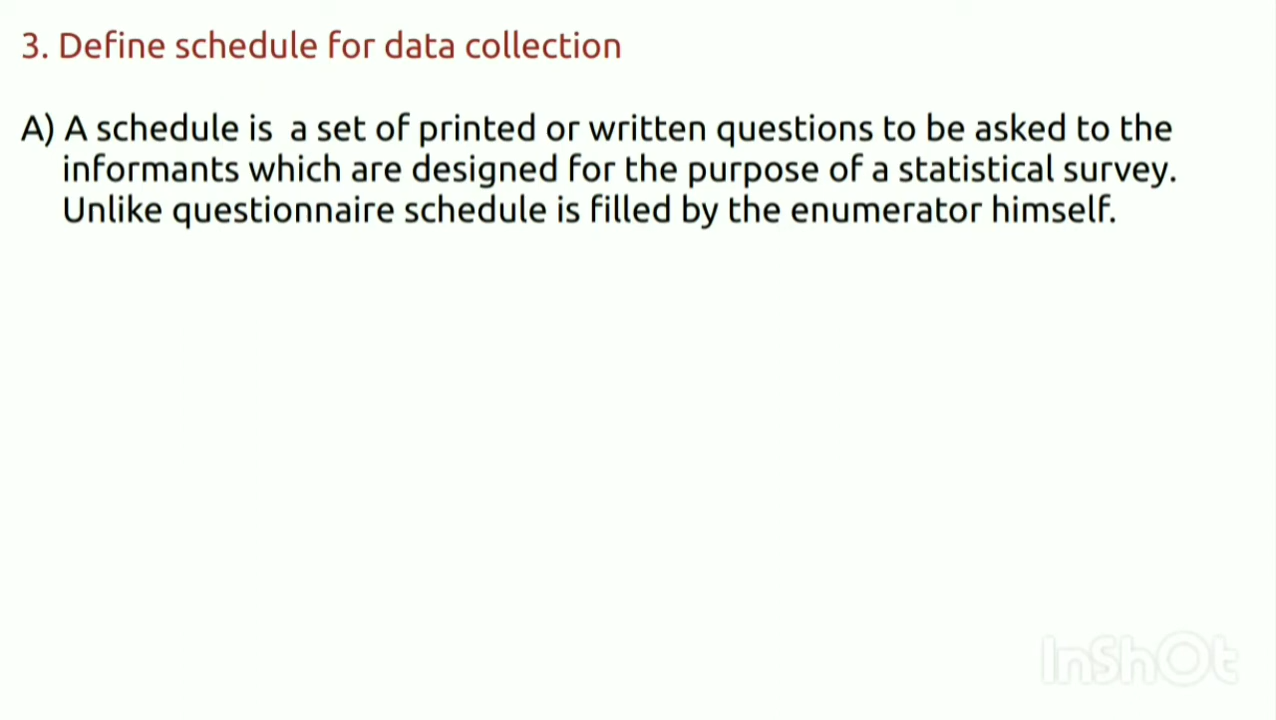 3. Define schedule for data collection
A) A schedule is a set of printed or written questions to be asked to the
informants which are designed for the purpose of a statistical survey.
Unlike questionnaire schedule is filled by the enumerator himself.
InShOt